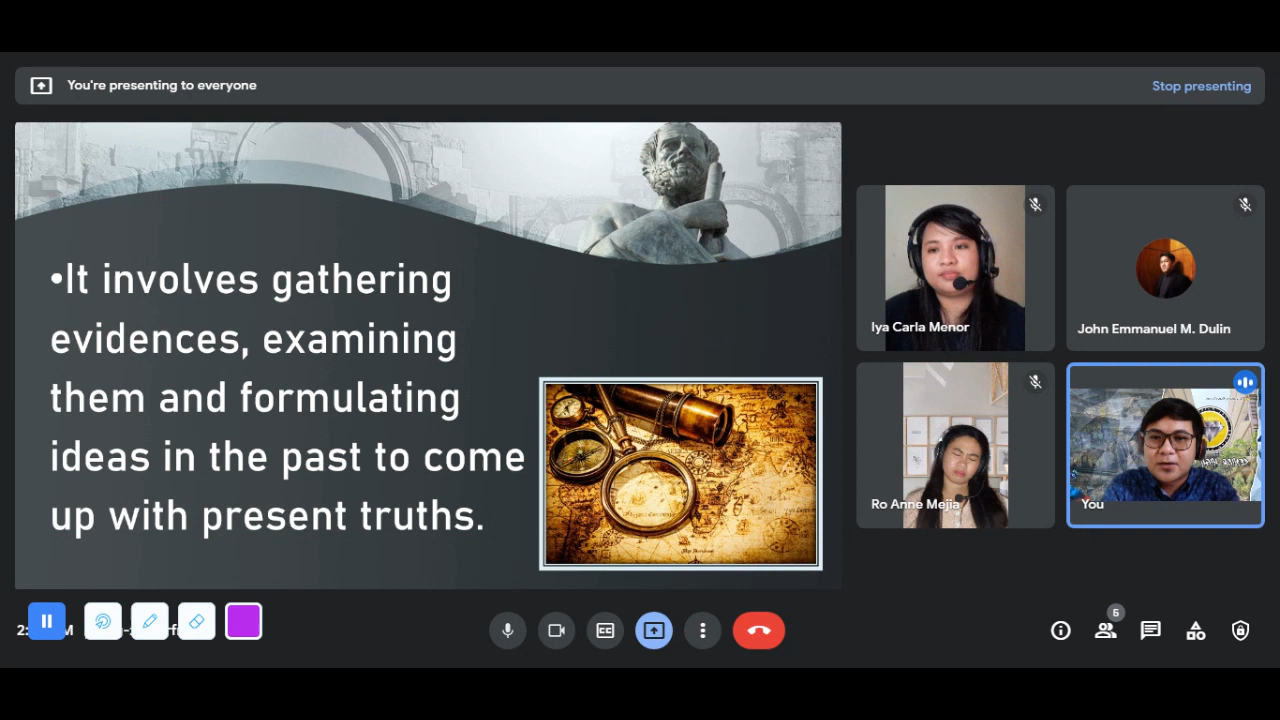 You're presenting to everyone
Stop presenting
•It involves gathering
evidences, examining
them and formulating
ideas in the past to come
up with present truths.
Iya Carla Menor
John Emmanuel M. Dulin
Ro Anne Mejia
You
CC
5